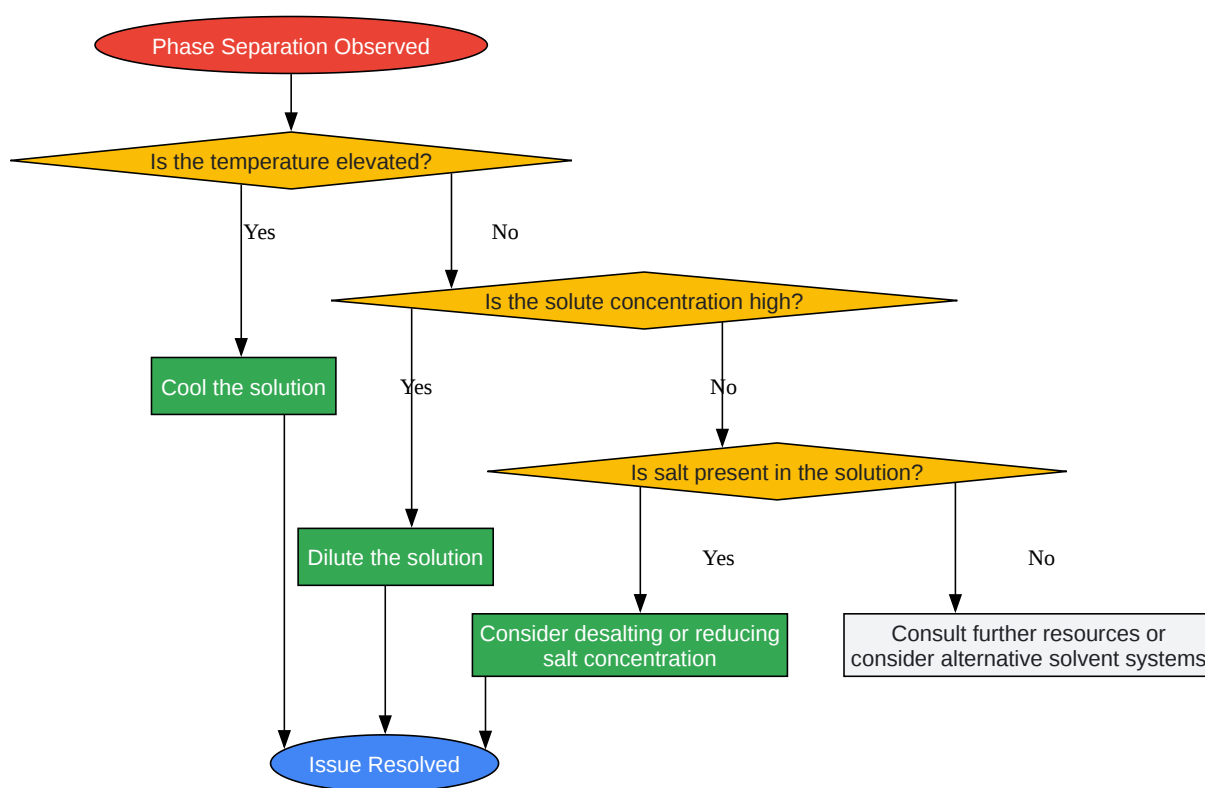 Phase Separation Observed
Is the temperature elevated?
Yes
No
Is the solute concentration high?
Cool the solution
Yes
No
Is salt present in the solution?
Dilute the solution
Yes
No
Consider desalting or reducing
salt concentration
Consult further resources or
consider alternative solvent systems
Issue Resolved